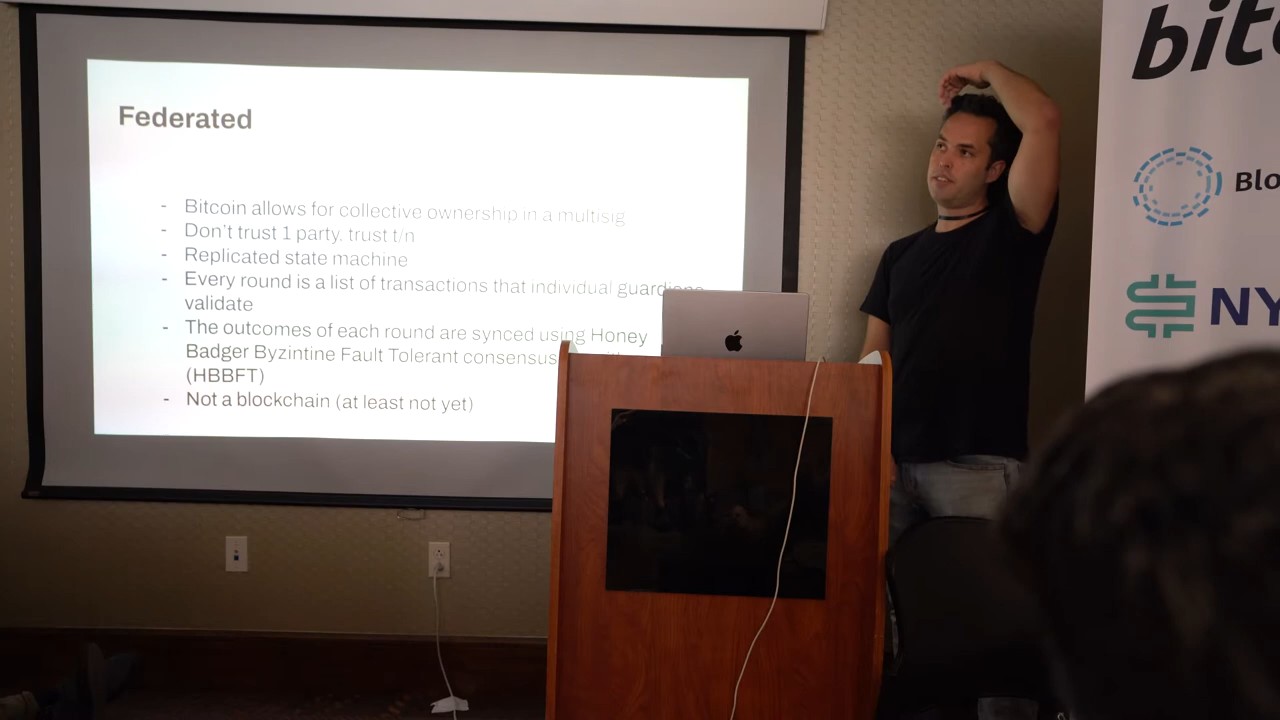 Federated
- Bitcoin allows for collective ownership in a multisig
- Don't trust 1 party, trust t/n
- Replicated state machine
- Every round is a list of transactions that individual guardians
validate
- The outcomes of each round are synced using Honey
Badger Byzintine Fault Tolerant consensus
(HBBFT)
- Not a blockchain (at least not yet)
bitc
Blo
NY